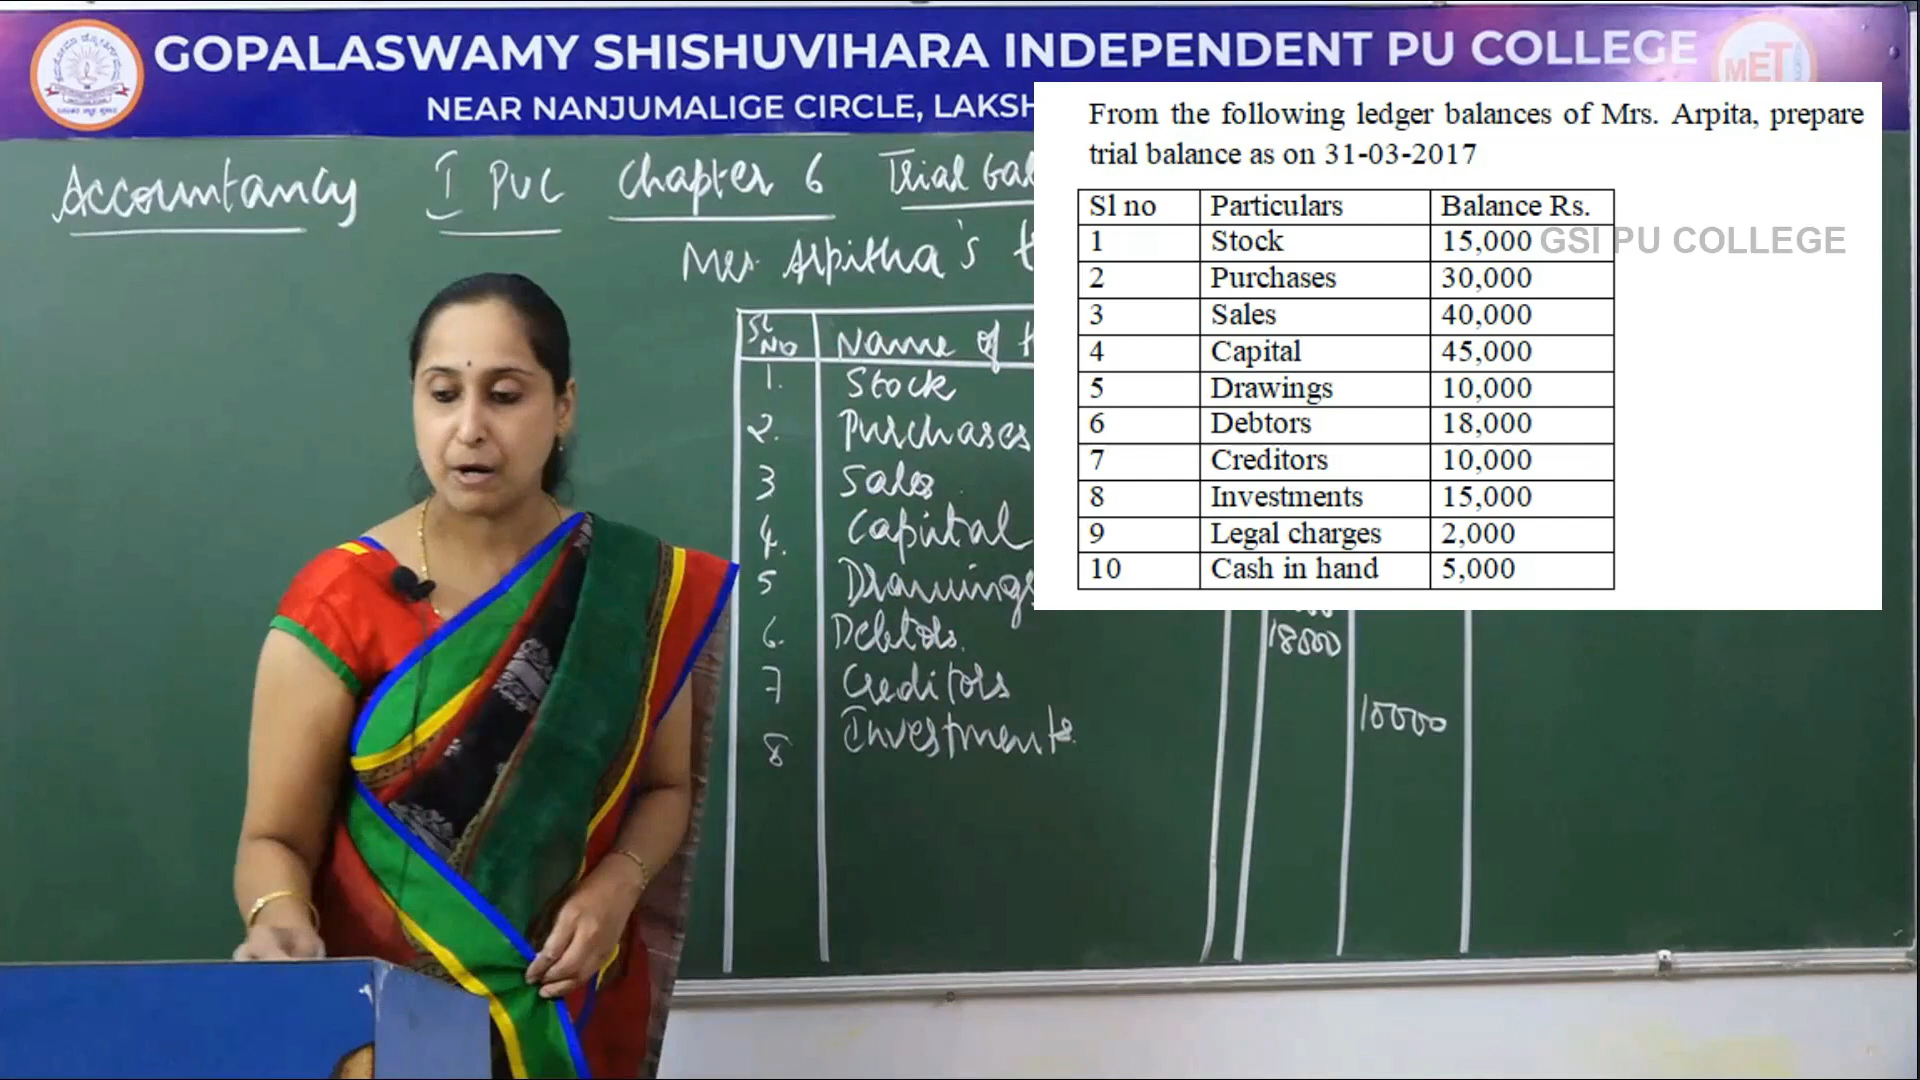 GOPALASWAMY SHISHUVIHARA INDEPENDENT PU COLLEGE
MET
NEAR NANJUMALIGE CIRCLE, LAKSH
Accountancy I PUC Chapter 6 Trial bal
Mrs. Arpitha's t
Sl No Name of t
1. Stock
2. Purchases
3 Sales
4. Capital
5 Drawings
6. Debtors.
18000
7 Creditors
10000
8 Investments.
From the following ledger balances of Mrs. Arpita, prepare
trial balance as on 31-03-2017
Sl no Particulars Balance Rs.
1 Stock 15,000
GSI PU COLLEGE
2 Purchases 30,000
3 Sales 40,000
4 Capital 45,000
5 Drawings 10,000
6 Debtors 18,000
7 Creditors 10,000
8 Investments 15,000
9 Legal charges 2,000
10 Cash in hand 5,000